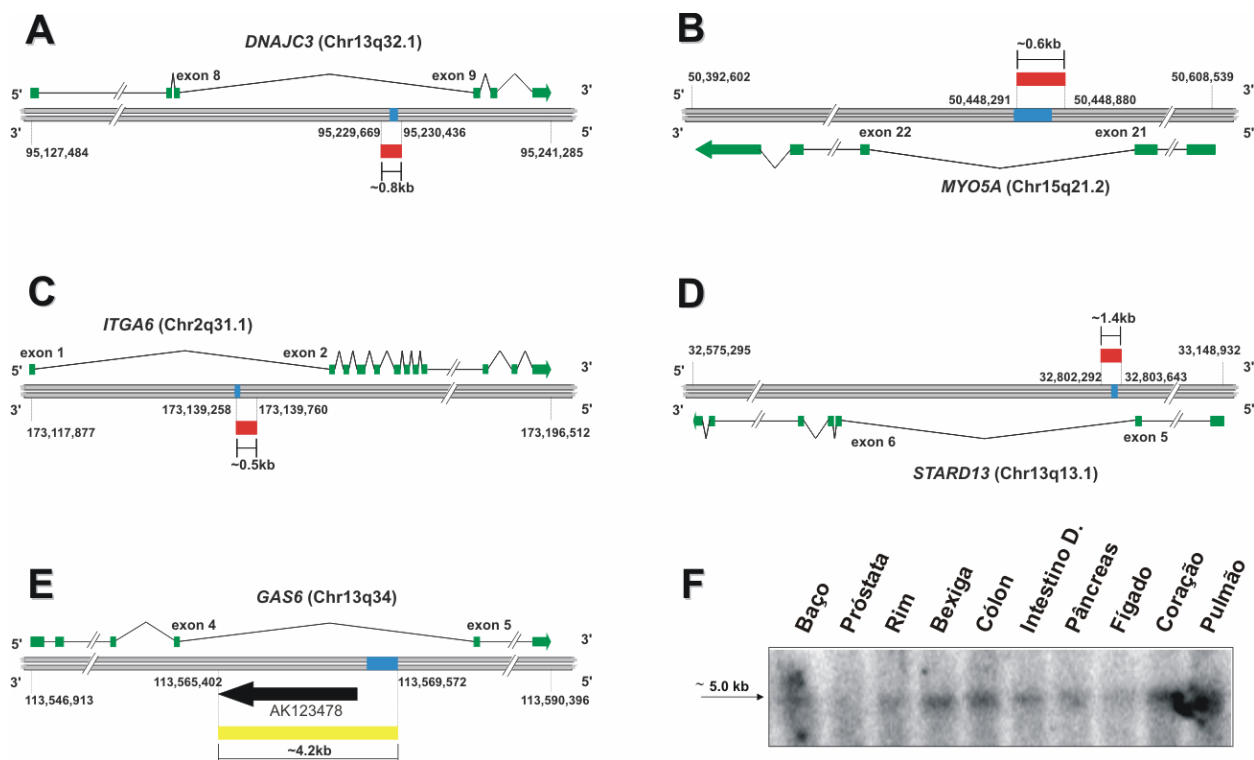 A
DNAJC3 (Chr13q32.1)
exon 8
exon 9
5'
3'
3'
5'
95,229,669
95,230,436
95,127,484
95,241,285
~0.8kb
B
~0.6kb
50,392,602
50,608,539
5'
3'
50,448,291
50,448,880
3'
5'
exon 22
exon 21
MYO5A (Chr15q21.2)
C
ITGA6 (Chr2q31.1)
exon 1
exon 2
5'
3'
3'
5'
173,139,258
173,139,760
173,117,877
173,196,512
~0.5kb
D
~1.4kb
32,575,295
33,148,932
5'
3'
32,802,292
32,803,643
3'
5'
exon 6
exon 5
STARD13 (Chr13q13.1)
E
GAS6 (Chr13q34)
exon 4
exon 5
5'
3'
3'
5'
113,546,913
113,565,402
113,569,572
113,590,396
AK123478
~4.2kb
F
Baço
Próstata
Rim
Bexiga
Cólon
Intestino D.
Pâncreas
Fígado
Coração
Pulmão
~ 5.0 kb